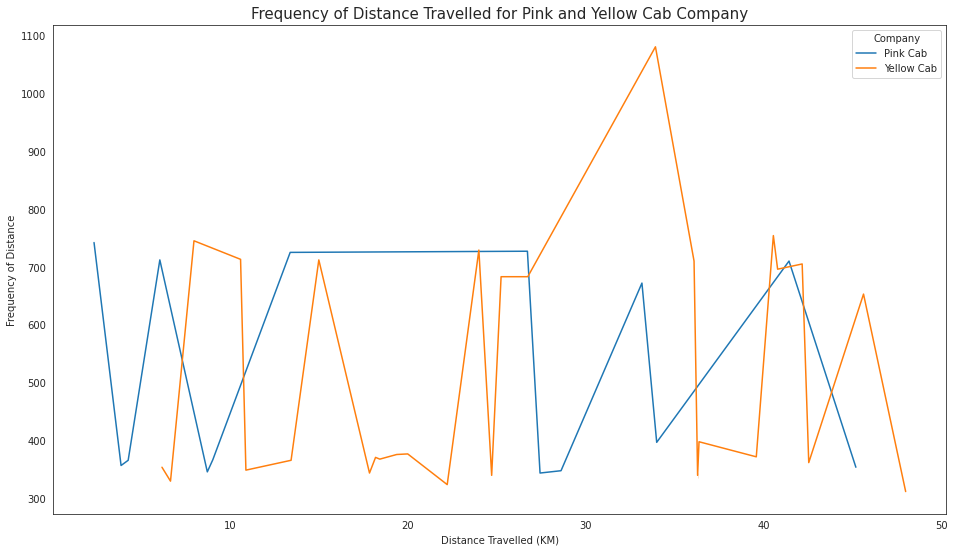 Frequency of Distance Travelled for Pink and Yellow Cab Company
Company
Pink Cab
Yellow Cab
Frequency of Distance
1100
1000
900
800
700
600
500
400
300
10 20 30 40 50
Distance Travelled (KM)